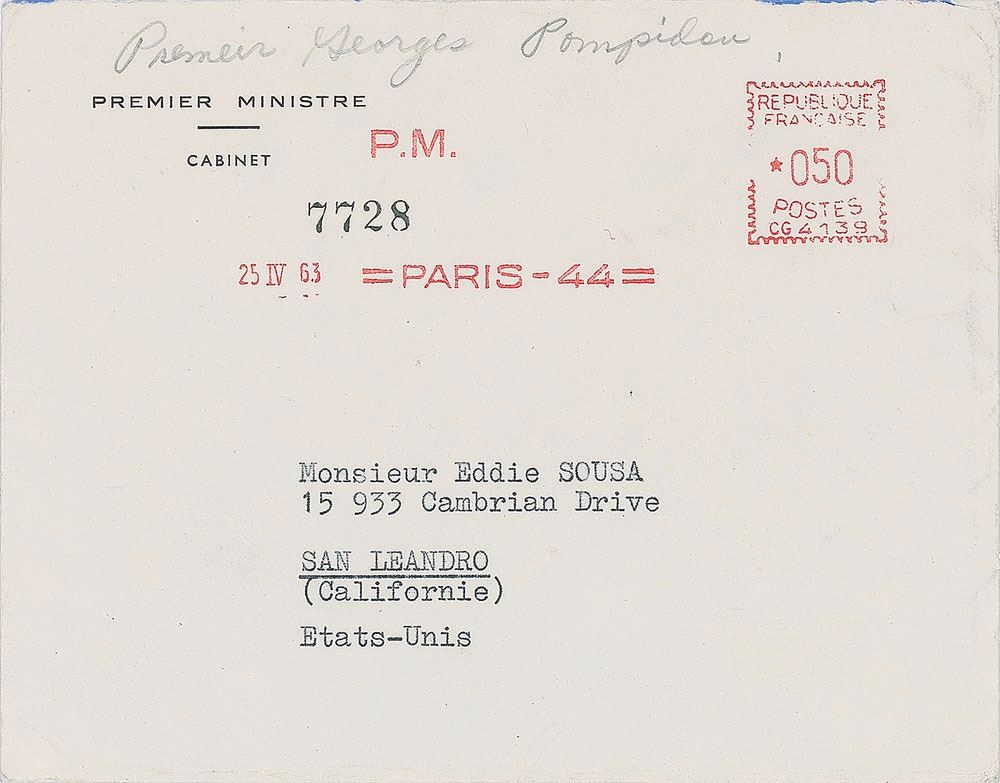 Premeir Georges Pompidou,
PREMIER MINISTRE
CABINET
P.M.
7728
25 IV 63 =PARIS-44=
REPUBLIQUE
FRANCAISE
*050
POSTES
CG 4139
Monsieur Eddie SOUSA
15 933 Cambrian Drive
SAN LEANDRO
(Californie)
Etats-Unis